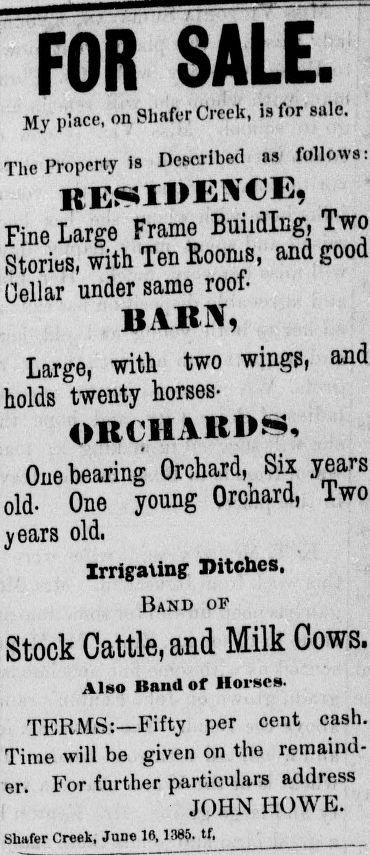 FOR SALE.
My place, on Shafer Creek, is for sale.
The Property is Described as follows:
RESIDENCE,
Fine Large Frame Buiidlng, Two
Stories, with Ten Rooms, and good
Cellar under same roof.
BARN,
Large, with two wings, and
holds twenty horses.
ORCHARDS,
One bearing Orchard, Six years
old. One young Orchard, Two
years old.
Irrigating Ditches.
BAND OF
Stock Cattle, and Milk Cows.
Also Band of Horses.
TERMS:—Fifty per cent cash.
Time will be given on the remaind-
er. For further particulars address
JOHN HOWE.
Shafer Creek, June 16, 1385. tf,